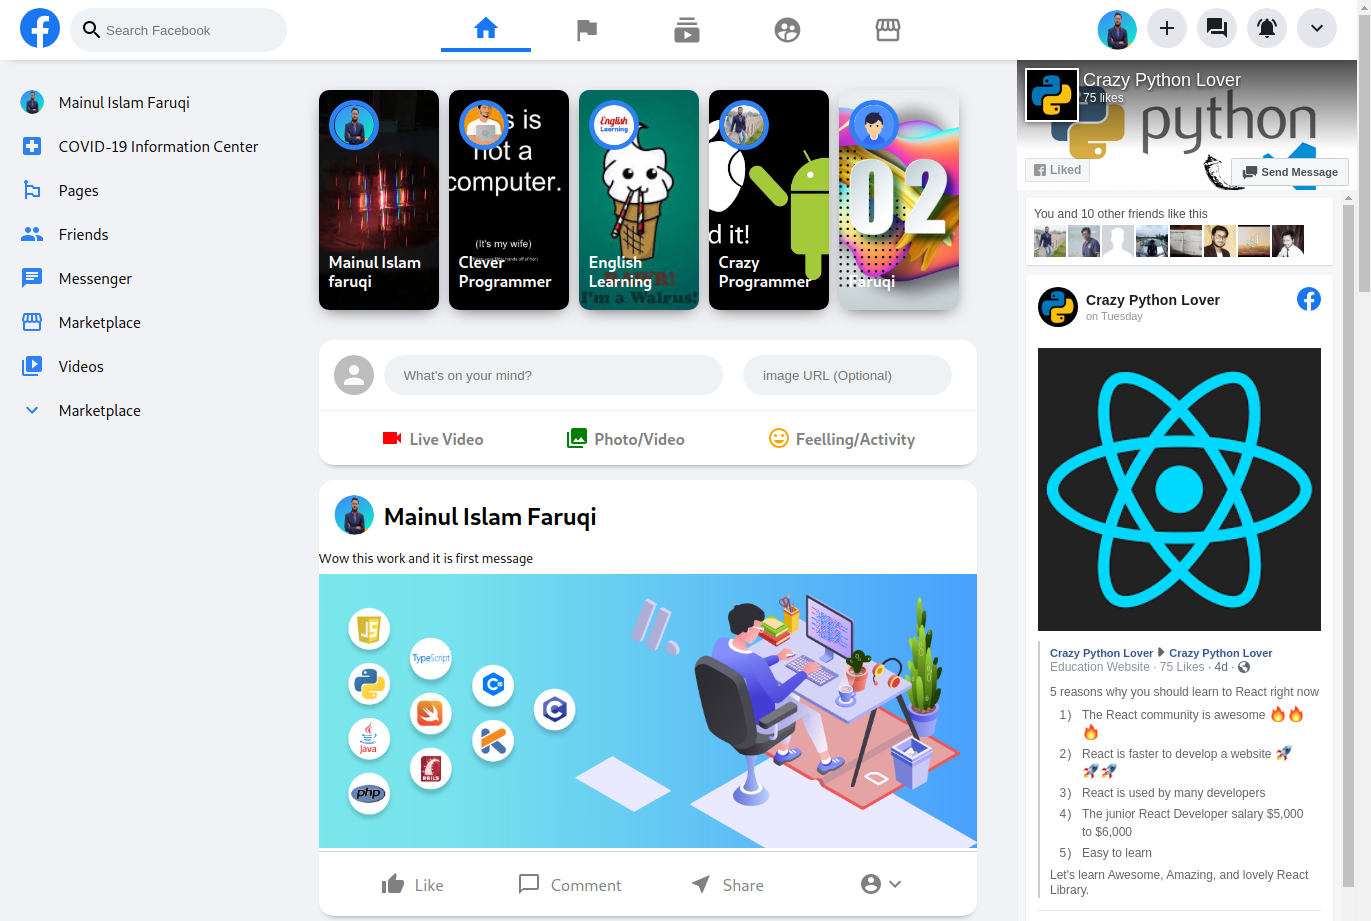 Search Facebook
Mainul Islam Faruqi
COVID-19 Information Center
Pages
Friends
Messenger
Marketplace
Videos
Marketplace
Mainul Islam
faruqi
is is
not a
computer.
(It's my wife)
Clever
Programmer
English
Learning
English
Learning
I'm a Walrus!
d it!
Crazy
Programmer
02
Faruqi
What's on your mind?
image URL (Optional)
Live Video
Photo/Video
Feelling/Activity
Mainul Islam Faruqi
Wow this work and it is first message
JS
TypeScript
Java
RAILS
php
Like
Comment
Share
Crazy Python Lover
75 likes
python
Liked
Send Message
You and 10 other friends like this
Crazy Python Lover
on Tuesday
Crazy Python Lover Crazy Python Lover
Education Website · 75 Likes · 4d ·
5 reasons why you should learn to React right now
1) The React community is awesome 🔥🔥
🔥
2) React is faster to develop a website 🚀
🚀🚀
3) React is used by many developers
4) The junior React Developer salary $5,000
to $6,000
5) Easy to learn
Let's learn Awesome, Amazing, and lovely React
Library.